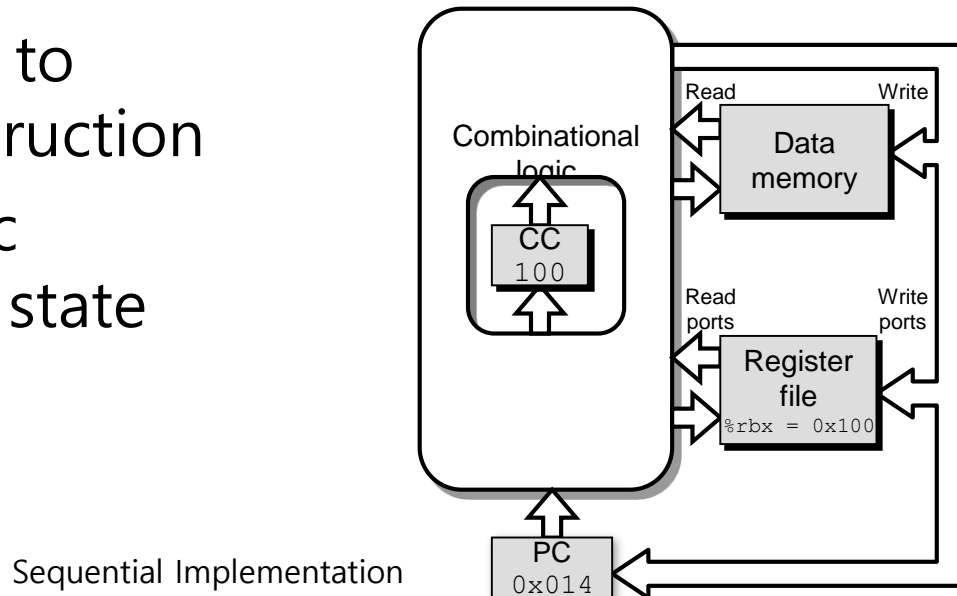 to
ruction
c
state
Combinational
logic
CC
100
Read
Write
Data
memory
Read
ports
Write
ports
Register
file
%rbx = 0x100
PC
0x014
Sequential Implementation